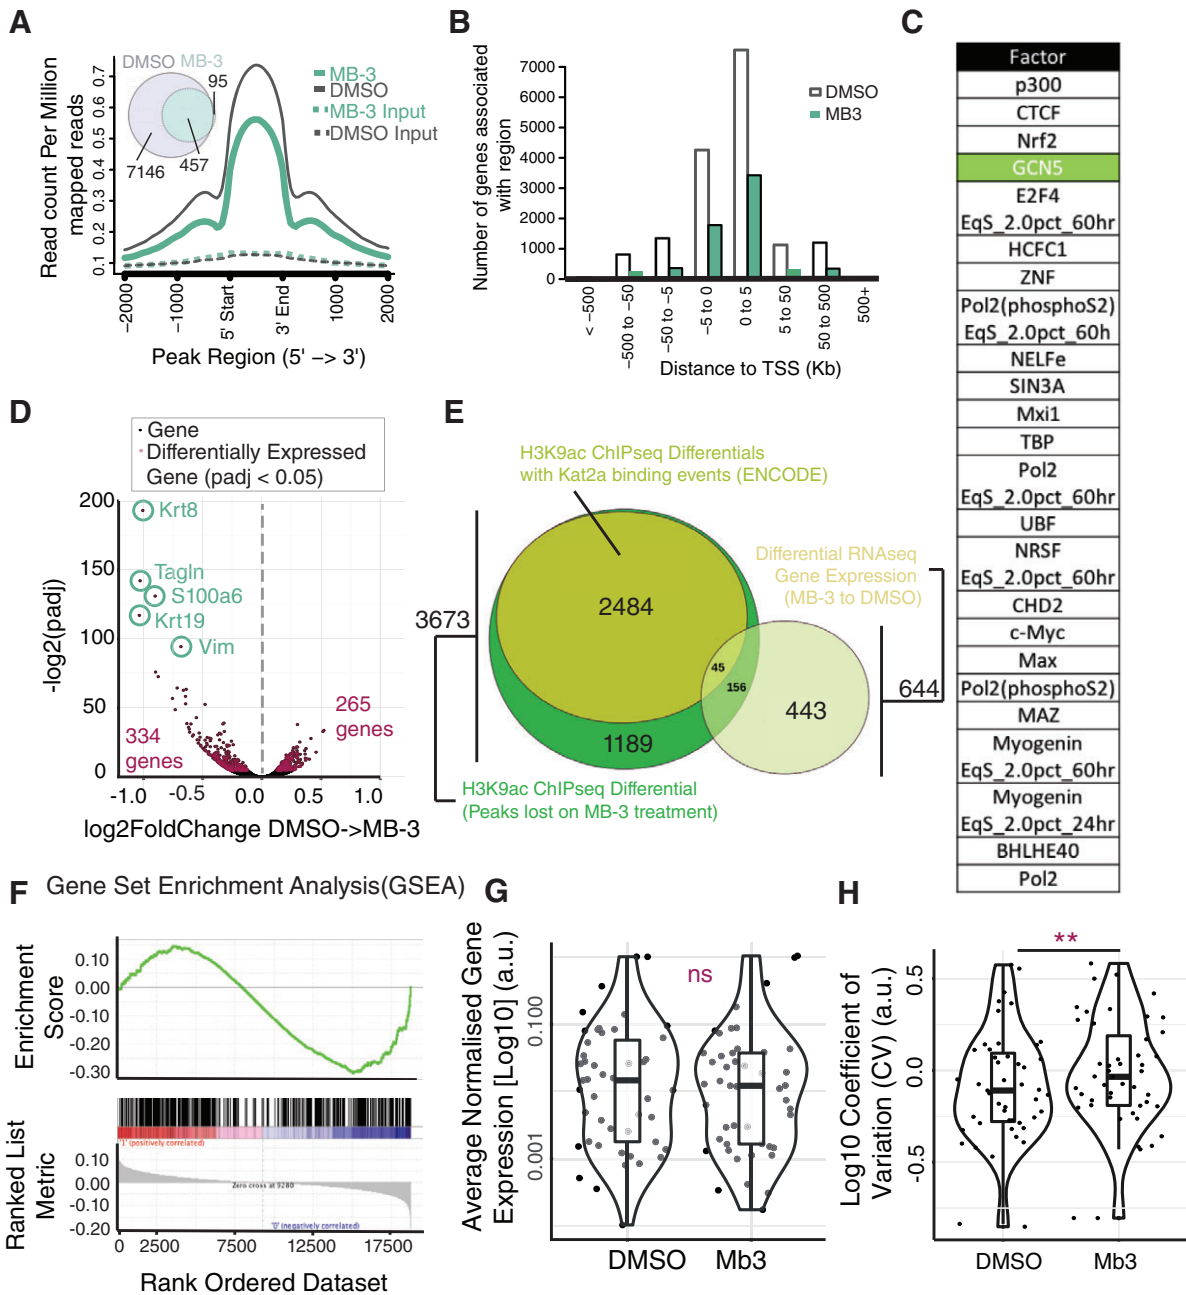 A
Read count Per Million
mapped reads
0.7
0.6
0.5
0.4
0.3
0.2
0.1
DMSO
MB-3
95
7146
457
MB-3
DMSO
MB-3 Input
DMSO Input
−2000
−1000
5' Start
3' End
1000
2000
Peak Region (5' −> 3')
B
Number of genes associated
with region
7000
6000
5000
4000
3000
2000
1000
0
DMSO
MB3
< −500
−500 to −50
−50 to −5
−5 to 0
0 to 5
5 to 50
50 to 500
500+
Distance to TSS (Kb)
C
Factor
p300
CTCF
Nrf2
GCN5
E2F4
EqS_2.0pct_60hr
HCFC1
ZNF
Pol2(phosphoS2)
EqS_2.0pct_60h
NELFe
SIN3A
Mxi1
TBP
Pol2
EqS_2.0pct_60hr
UBF
NRSF
EqS_2.0pct_60hr
CHD2
c-Myc
Max
Pol2(phosphoS2)
MAZ
Myogenin
EqS_2.0pct_60hr
Myogenin
EqS_2.0pct_24hr
BHLHE40
Pol2
D
Gene
Differentially Expressed
Gene (padj < 0.05)
-log2(padj)
200
150
100
50
0
Krt8
Tagln
S100a6
Krt19
Vim
334
genes
265
genes
-1.0
-0.5
0.0
0.5
1.0
log2FoldChange DMSO->MB-3
E
H3K9ac ChIPseq Differentials
with Kat2a binding events (ENCODE)
Differential RNAseq
Gene Expression
(MB-3 to DMSO)
3673
2484
45
156
443
644
1189
H3K9ac ChIPseq Differential
(Peaks lost on MB-3 treatment)
F
Gene Set Enrichment Analysis(GSEA)
Enrichment
Score
0.10
0.00
-0.10
-0.20
-0.30
'1' (positively correlated)
Ranked List
Metric
0.10
0.00
-0.10
-0.20
Zero cross at 9280
'0' (negatively correlated)
0
2500
7500
12500
17500
Rank Ordered Dataset
G
Average Normalised Gene
Expression [Log10] (a.u.)
0.100
0.001
ns
DMSO
Mb3
H
Log10 Coefficient of
Variation (CV) (a.u.)
0.5
0.0
-0.5
**
DMSO
Mb3